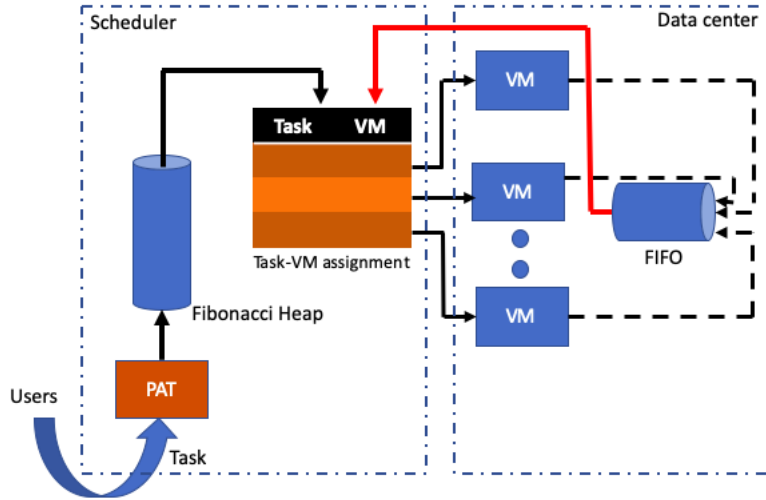 Scheduler
Data center
VM
Task VM
VM
FIFO
Task-VM assignment
Fibonacci Heap
VM
PAT
Users
Task